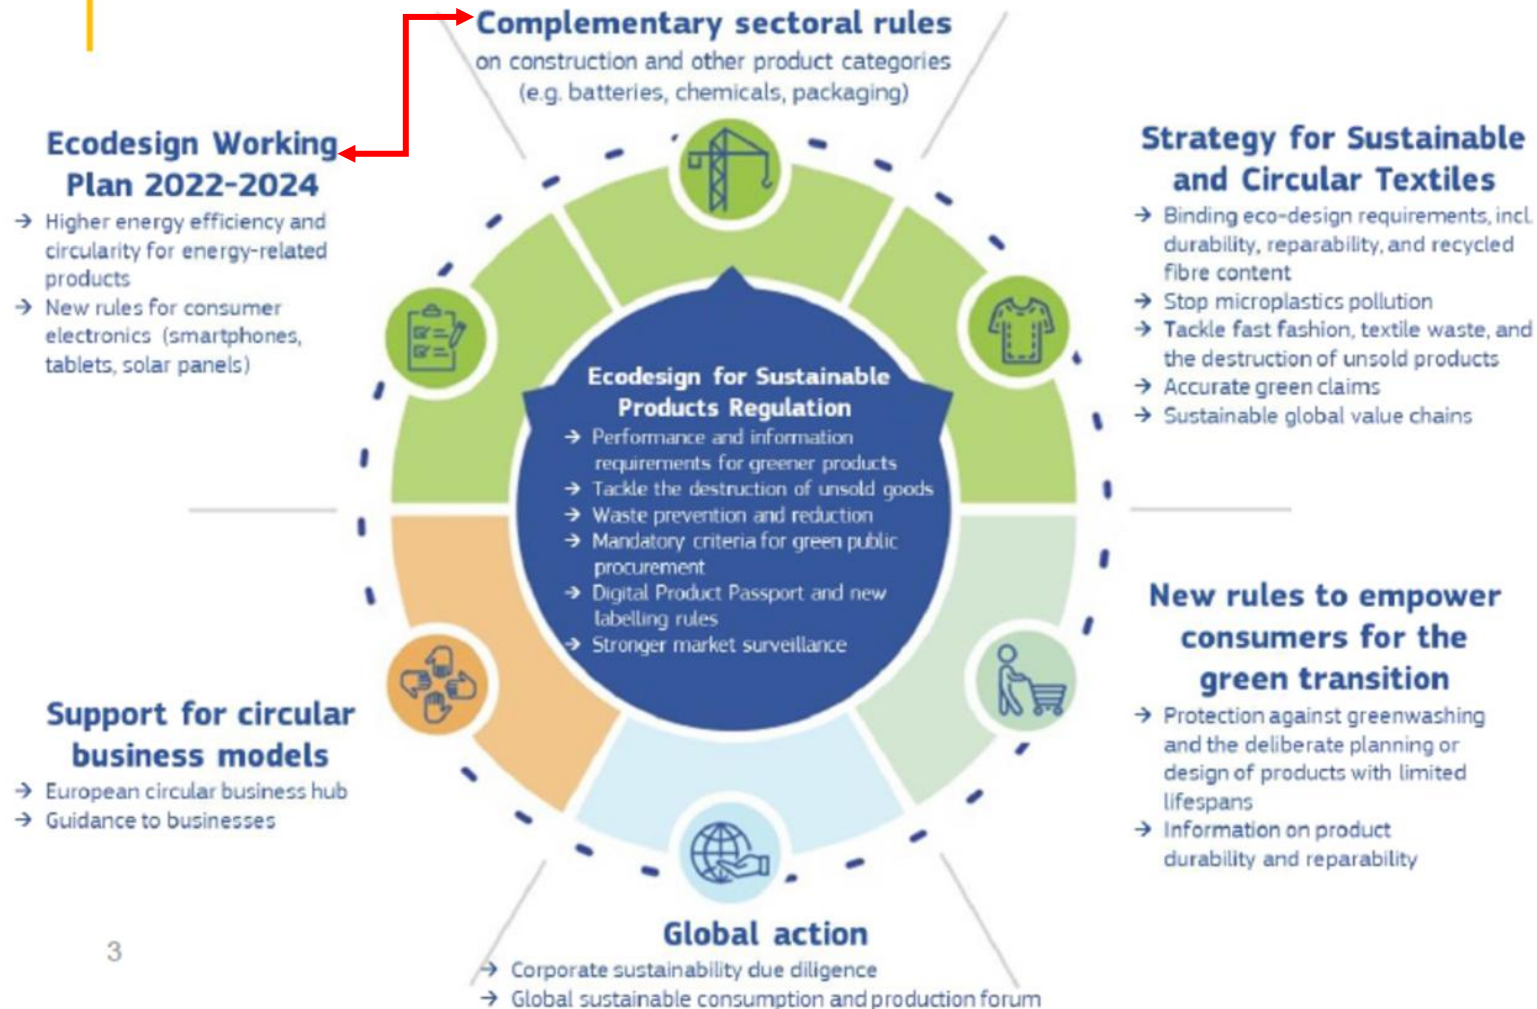 Complementary sectoral rules
on construction and other product categories
(e.g. batteries, chemicals, packaging)
Ecodesign Working
Plan 2022-2024
→ Higher energy efficiency and
circularity for energy-related
products
→ New rules for consumer
electronics (smartphones,
tablets, solar panels)
Strategy for Sustainable
and Circular Textiles
→ Binding eco-design requirements, incl.
durability, reparability, and recycled
fibre content
→ Stop microplastics pollution
→ Tackle fast fashion, textile waste, and
the destruction of unsold products
→ Accurate green claims
→ Sustainable global value chains
Ecodesign for Sustainable
Products Regulation
→ Performance and information
requirements for greener products
→ Tackle the destruction of unsold goods
→ Waste prevention and reduction
→ Mandatory criteria for green public
procurement
→ Digital Product Passport and new
labelling rules
→ Stronger market surveillance
New rules to empower
consumers for the
green transition
→ Protection against greenwashing
and the deliberate planning or
design of products with limited
lifespans
→ Information on product
durability and reparability
Support for circular
business models
→ European circular business hub
→ Guidance to businesses
Global action
→ Corporate sustainability due diligence
→ Global sustainable consumption and production forum
3